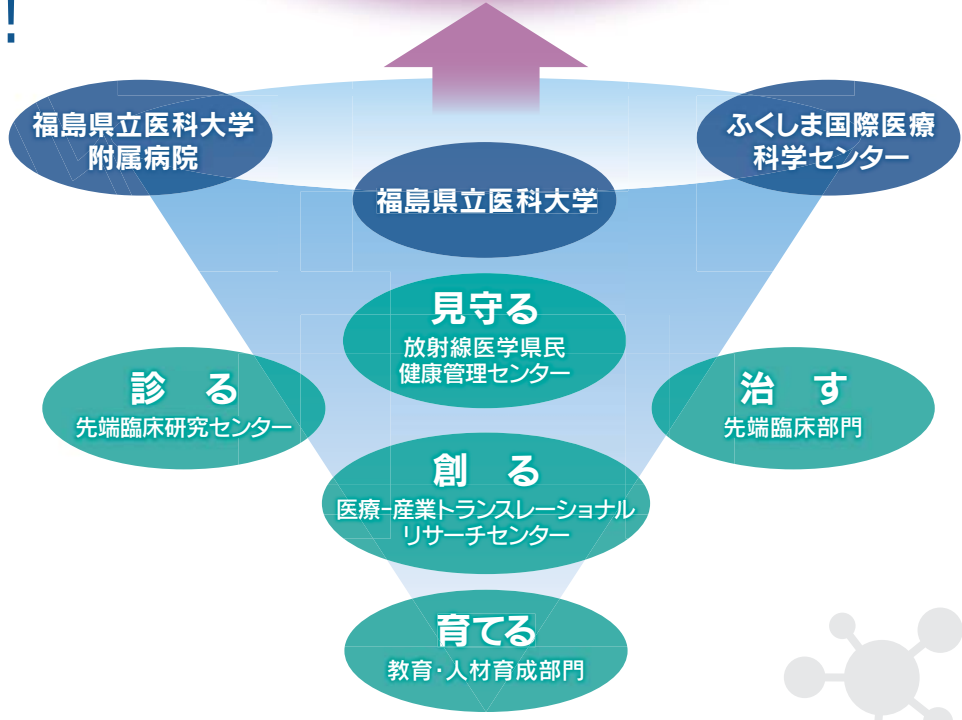 !
福島県立医科大学
附属病院
ふくしま国際医療
科学センター
福島県立医科大学
見守る
放射線医学県民
健康管理センター
診　る
先端臨床研究センター
治　す
先端臨床部門
創　る
医療-産業トランスレーショナル
リサーチセンター
育てる
教育・人材育成部門